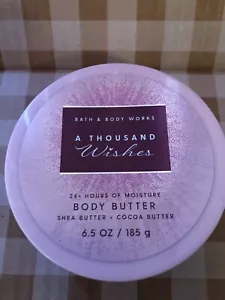 BATH & BODY WORKS
A THOUSAND
Wishes
24+ HOURS OF MOISTURE
BODY BUTTER
SHEA BUTTER + COCOA BUTTER
6.5 OZ / 185 g